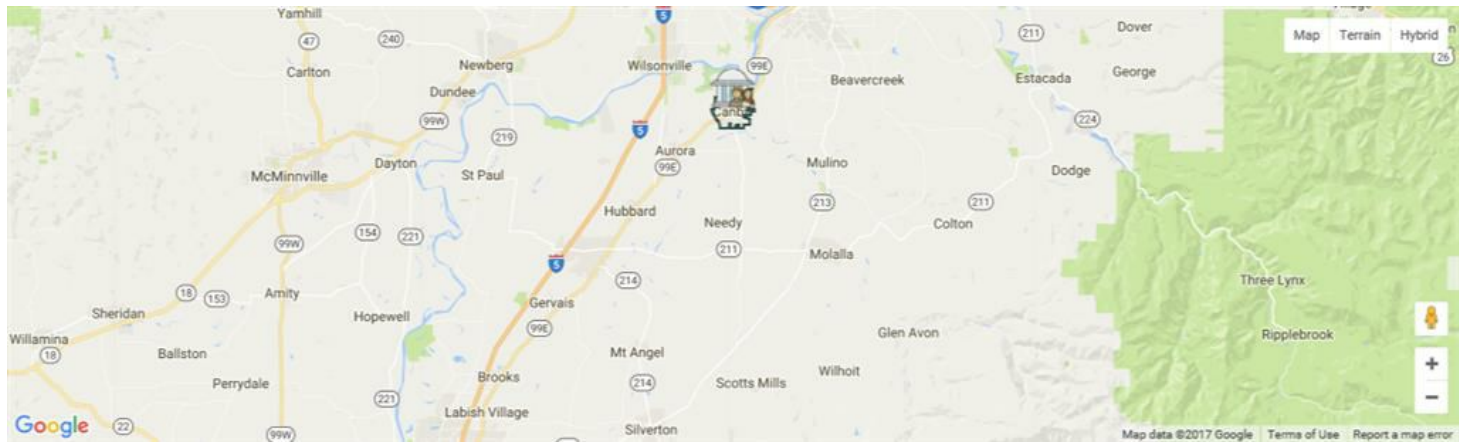 Yamhill
47
240
Carlton
Newberg
Dundee
99W
219
Dayton
McMinnville
St Paul
5
Wilsonville
99E
5
Aurora
99E
Hubbard
Needy
Beavercreek
Mulino
213
211
Estacada
Dover
George
Map
Terrain
Hybrid
26
224
Dodge
211
Colton
211
Molalla
5
214
99W
154
221
18
153
Amity
Sheridan
Hopewell
Gervais
99E
Willamina
18
Ballston
Perrydale
Mt Angel
214
Glen Avon
Wilhoit
Scotts Mills
Brooks
221
Labish Village
Silverton
99W
22
Three Lynx
Ripplebrook
+
−
Google
Map data ©2017 Google
Terms of Use
Report a map error